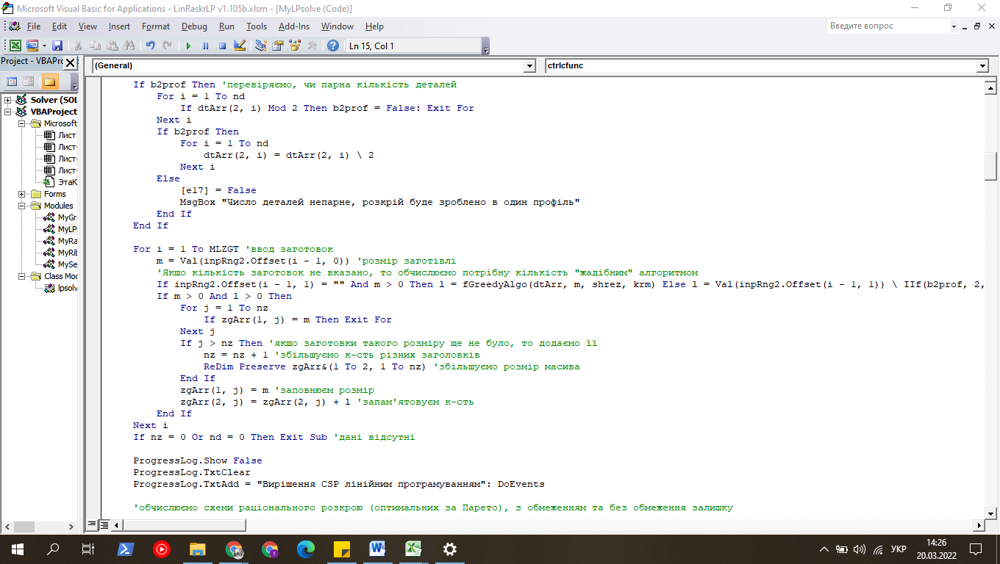 Microsoft Visual Basic for Applications - LinRaskrLP v1.105b.xlsm - [MyLPsolve (Code)]
File Edit View Insert Format Debug Run Tools Add-Ins Window Help
Введите вопрос
Ln 15, Col 1
Project - VBAPro
(General)
ctrlcfunc
Solver (SOL
VBAProject
Microsoft
Лист
Лист
Лист
Лист
ЭтаК
Forms
Modules
MyGr
MyLP
MyRa
MyRib
MySe
Class Mod
lpsolv
If b2prof Then 'перевіряємо, чи парна кількість деталей
For i = 1 To nd
If dtArr(2, i) Mod 2 Then b2prof = False: Exit For
Next i
If b2prof Then
For i = 1 To nd
dtArr(2, i) = dtArr(2, i) \ 2
Next i
Else
[e17] = False
MsgBox "Число деталей непарне, розкрій буде зроблено в один профіль"
End If
End If
For i = 1 To MLZGT 'ввод заготовок
m = Val(inpRng2.Offset(i - 1, 0)) 'розмір заготівлі
'Якщо кількість заготовок не вказано, то обчислюємо потрібну кількість "жадібним" алгоритмом
If inpRng2.Offset(i - 1, 1) = "" And m > 0 Then l = fGreedyAlgo(dtArr, m, shrez, krm) Else l = Val(inpRng2.Offset(i - 1, 1)) \ IIf(b2prof, 2,
If m > 0 And l > 0 Then
For j = 1 To nz
If zgArr(1, j) = m Then Exit For
Next j
If j > nz Then 'якщо заготовки такого розміру ще не було, то додаємо її
nz = nz + 1 'збільшуємо к-сть різних заголовків
ReDim Preserve zgArr&(1 To 2, 1 To nz) 'збільшуємо розмір масива
End If
zgArr(1, j) = m 'заповнюєм розмір
zgArr(2, j) = zgArr(2, j) + l 'запам'ятовуєм к-сть
End If
Next i
If nz = 0 Or nd = 0 Then Exit Sub 'дані відсутні
ProgressLog.Show False
ProgressLog.TxtClear
ProgressLog.TxtAdd = "Вирішення CSP лінійним програмуванням": DoEvents
'обчислюємо схеми раціонального розкрою (оптимальних за Парето), з обмеженням та без обмеження залишку
УКР
14:26
20.03.2022